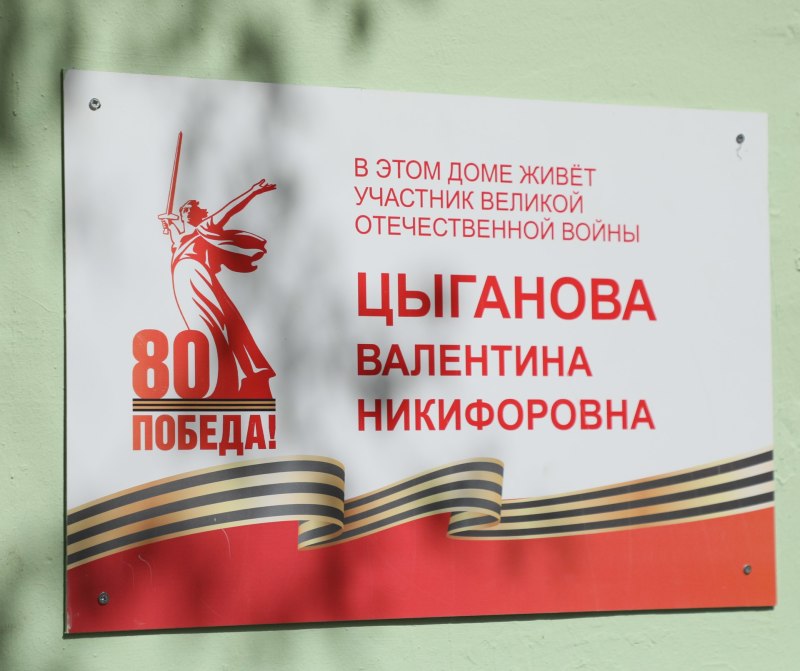 В ЭТОМ ДОМЕ ЖИВЁТ
УЧАСТНИК ВЕЛИКОЙ
ОТЕЧЕСТВЕННОЙ ВОЙНЫ
ЦЫГАНОВА
ВАЛЕНТИНА
НИКИФОРОВНА
80
ПОБЕДА!